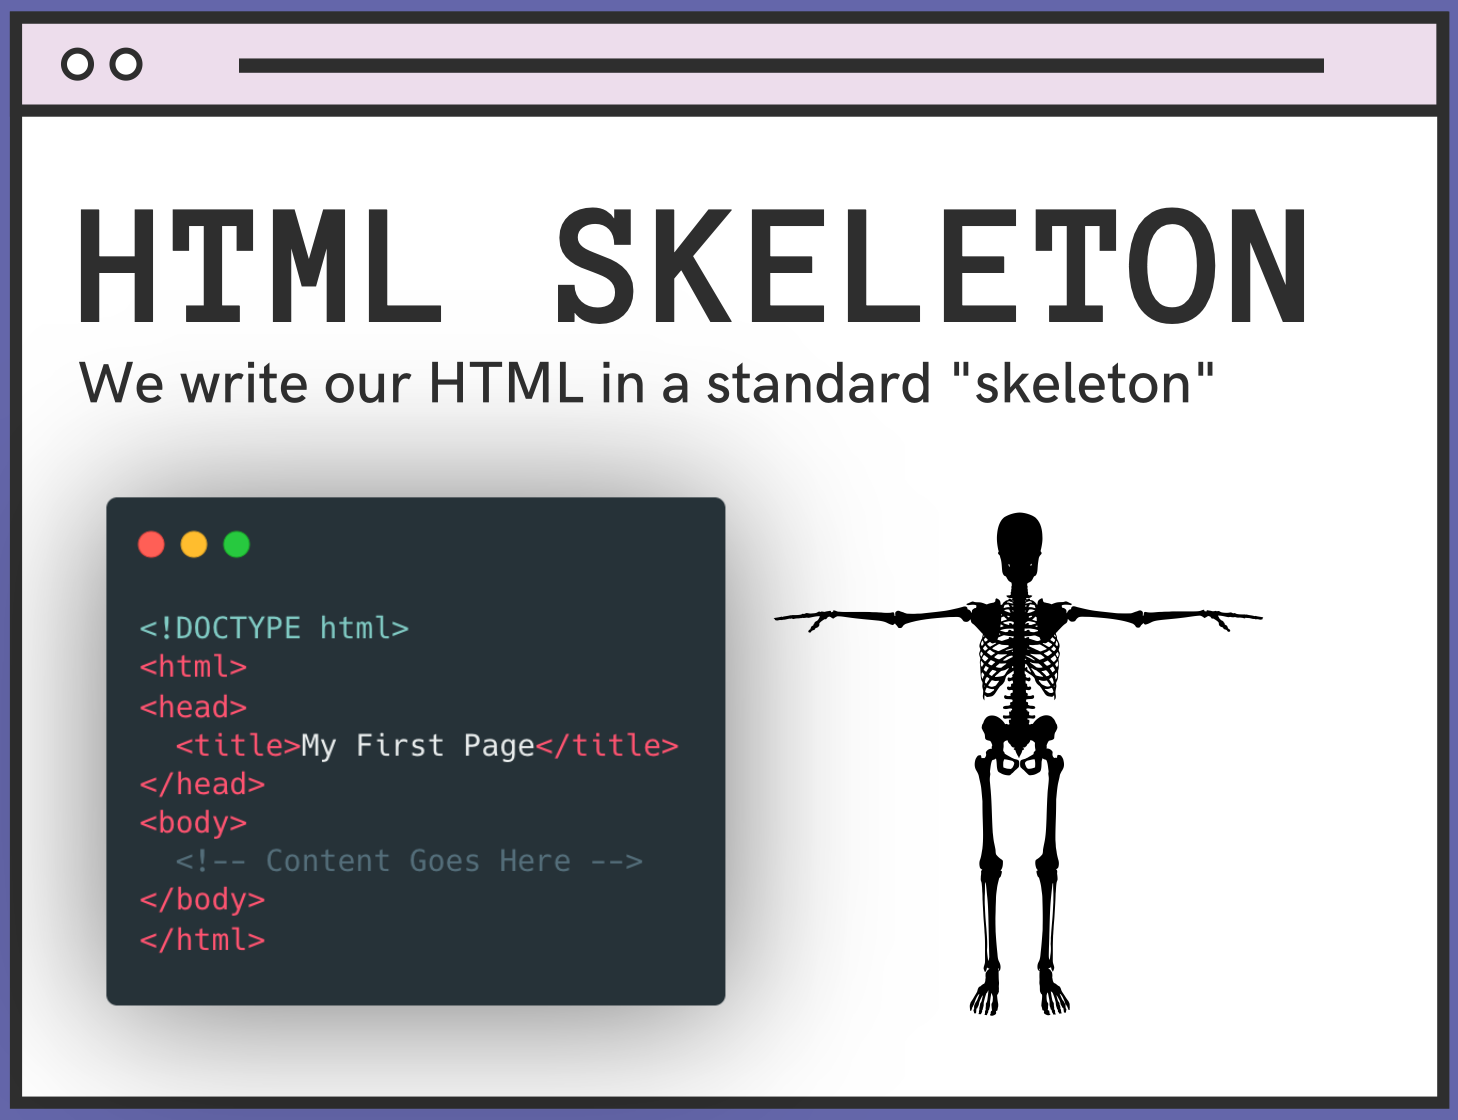 HTML SKELETON
We write our HTML in a standard "skeleton"
<!DOCTYPE html>
<html>
<head>
  <title>My First Page</title>
</head>
<body>
  <!-- Content Goes Here -->
</body>
</html>